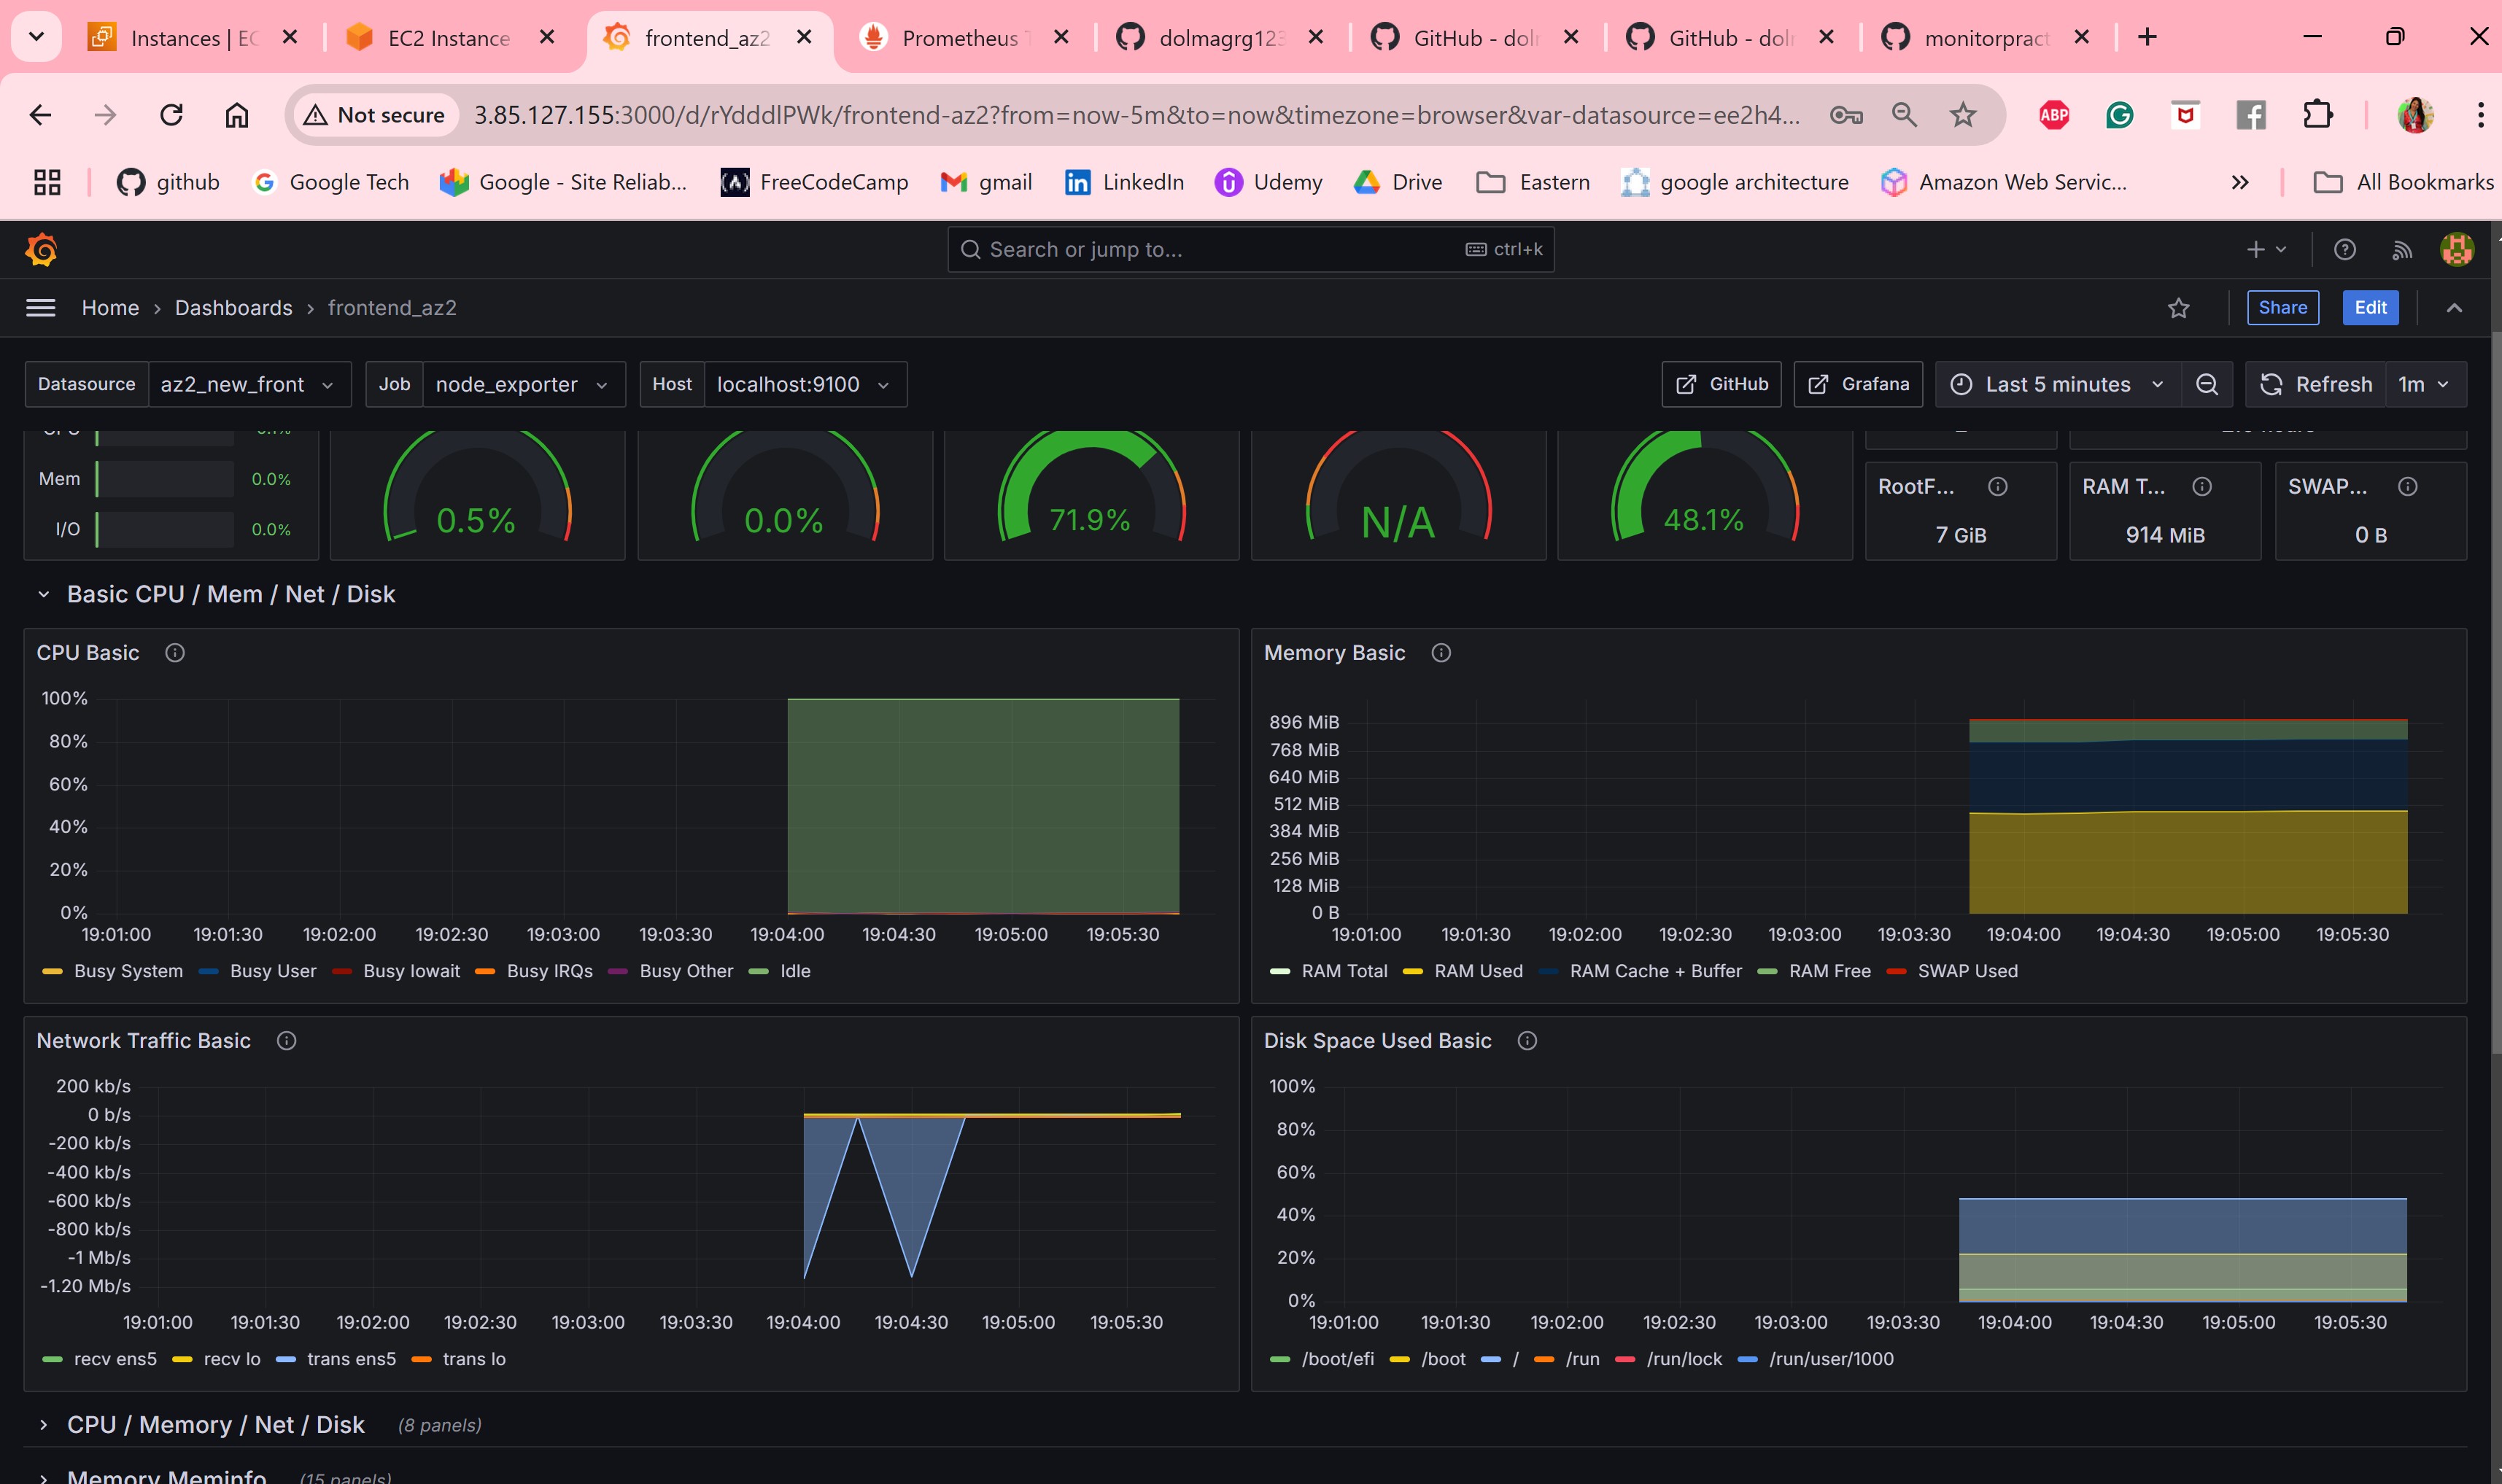 Instances | EC
EC2 Instance
frontend_az2
Prometheus
dolmagrg123
GitHub - dol
GitHub - dol
monitorpract
Not secure
3.85.127.155:3000/d/rYdddlPWk/frontend-az2?from=now-5m&to=now&timezone=browser&var-datasource=ee2h4...
ABP
github
Google Tech
Google - Site Reliab...
FreeCodeCamp
gmail
LinkedIn
Udemy
Drive
Eastern
google architecture
Amazon Web Servic...
All Bookmarks
Search or jump to...
ctrl+k
Home > Dashboards > frontend_az2
Share
Edit
Datasource az2_new_front
Job node_exporter
Host localhost:9100
GitHub
Grafana
Last 5 minutes
Refresh
1m
Mem 0.0%
I/O 0.0%
0.5%
0.0%
71.9%
N/A
48.1%
RootF...
7 GiB
RAM T...
914 MiB
SWAP...
0 B
Basic CPU / Mem / Net / Disk
CPU Basic
100%
80%
60%
40%
20%
0%
19:01:00 19:01:30 19:02:00 19:02:30 19:03:00 19:03:30 19:04:00 19:04:30 19:05:00 19:05:30
Busy System Busy User Busy Iowait Busy IRQs Busy Other Idle
Memory Basic
896 MiB
768 MiB
640 MiB
512 MiB
384 MiB
256 MiB
128 MiB
0 B
19:01:00 19:01:30 19:02:00 19:02:30 19:03:00 19:03:30 19:04:00 19:04:30 19:05:00 19:05:30
RAM Total RAM Used RAM Cache + Buffer RAM Free SWAP Used
Network Traffic Basic
200 kb/s
0 b/s
-200 kb/s
-400 kb/s
-600 kb/s
-800 kb/s
-1 Mb/s
-1.20 Mb/s
19:01:00 19:01:30 19:02:00 19:02:30 19:03:00 19:03:30 19:04:00 19:04:30 19:05:00 19:05:30
recv ens5 recv lo trans ens5 trans lo
Disk Space Used Basic
100%
80%
60%
40%
20%
0%
19:01:00 19:01:30 19:02:00 19:02:30 19:03:00 19:03:30 19:04:00 19:04:30 19:05:00 19:05:30
/boot/efi /boot / /run /run/lock /run/user/1000
CPU / Memory / Net / Disk (8 panels)
Memory Meminfo (15 panels)